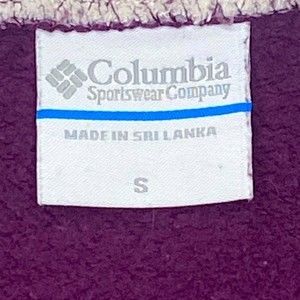 Columbia
Sportswear Company
MADE IN SRI LANKA
S